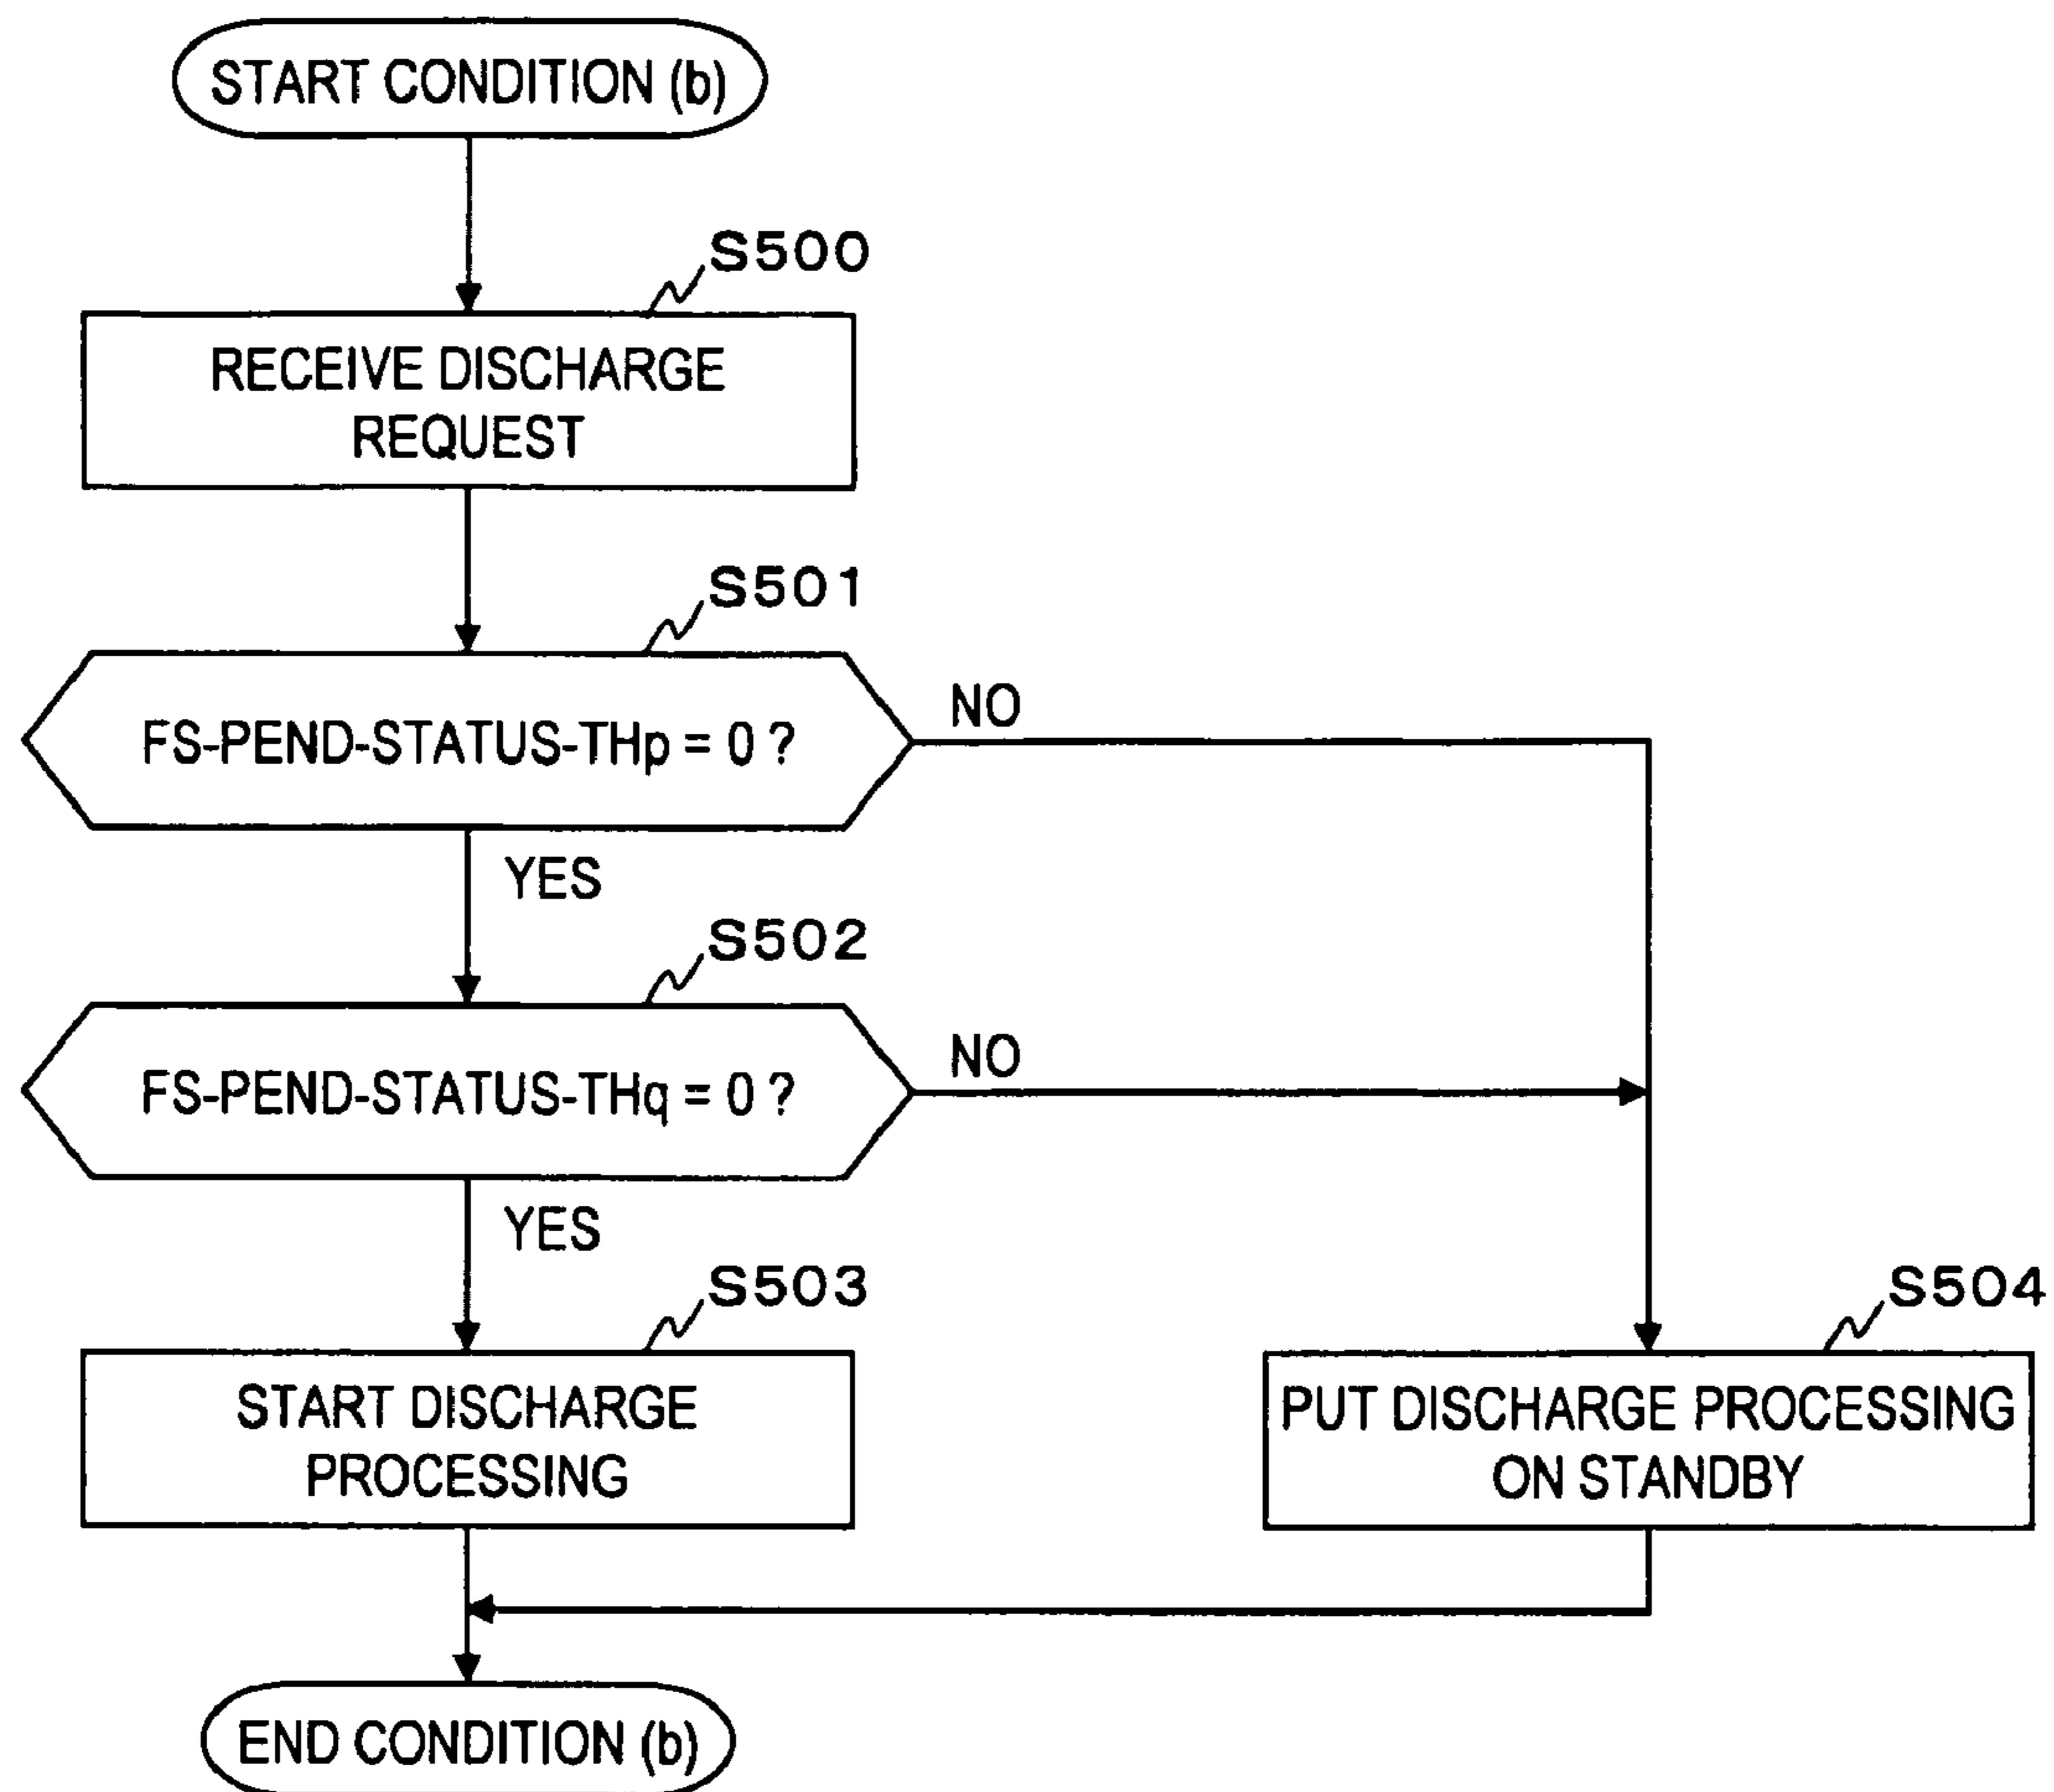 START CONDITION (b)
S500
RECEIVE DISCHARGE
REQUEST
S501
FS-PEND-STATUS-THp = 0 ?
NO
YES
S502
FS-PEND-STATUS-THq = 0 ?
NO
YES
S503
START DISCHARGE
PROCESSING
S504
PUT DISCHARGE PROCESSING
ON STANDBY
END CONDITION (b)